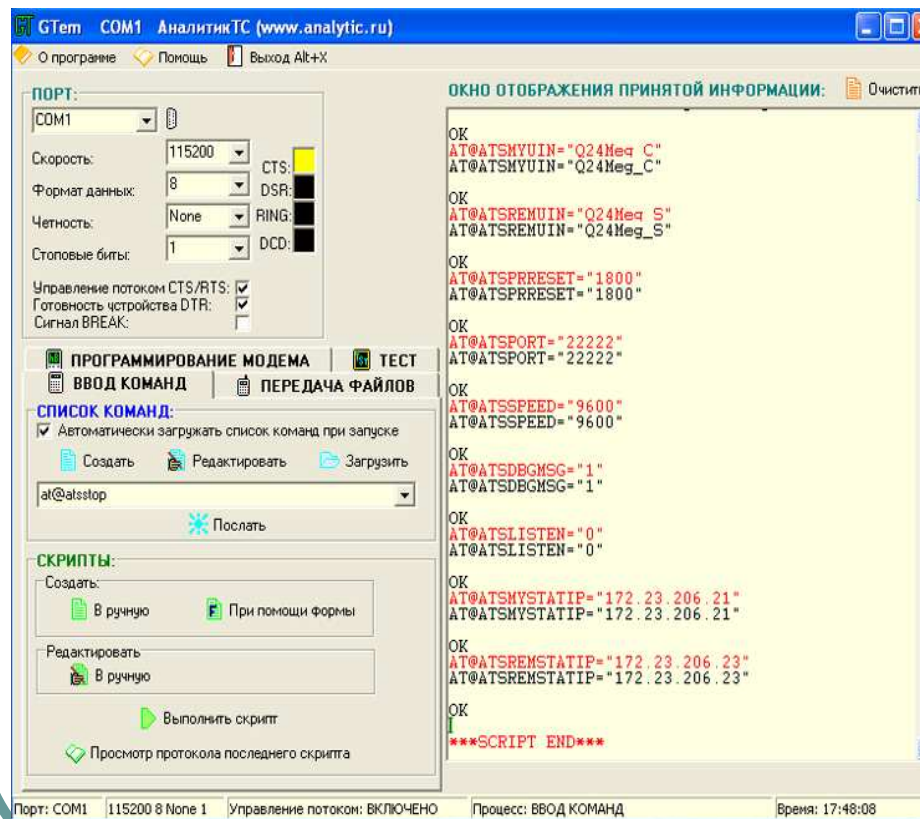 GTem COM1 АналитикТС (www.analytic.ru)
О программе Помощь Выход Alt+X
ПОРТ:
COM1
Скорость: 115200
Формат данных: 8
Четность: None
Стоповые биты: 1
CTS:
DSR:
RING:
DCD:
Управление потоком CTS/RTS:
Готовность устройства DTR:
Сигнал BREAK:
ПРОГРАММИРОВАНИЕ МОДЕМА ТЕСТ
ВВОД КОМАНД ПЕРЕДАЧА ФАЙЛОВ
СПИСОК КОМАНД:
Автоматически загружать список команд при запуске
Создать Редактировать Загрузить
at@atsstop
Послать
СКРИПТЫ:
Создать:
В ручную При помощи формы
Редактировать
В ручную
Выполнить скрипт
Просмотр протокола последнего скрипта
ОКНО ОТОБРАЖЕНИЯ ПРИНЯТОЙ ИНФОРМАЦИИ: Очистить
OK
AT@ATSMYUIN="Q24Meg_C"
AT@ATSMYUIN="Q24Meg_C"
OK
AT@ATSREMUIN="Q24Meg_S"
AT@ATSREMUIN="Q24Meg_S"
OK
AT@ATSPRRESET="1800"
AT@ATSPRRESET="1800"
OK
AT@ATSPORT="22222"
AT@ATSPORT="22222"
OK
AT@ATSSPEED="9600"
AT@ATSSPEED="9600"
OK
AT@ATSDBGMSG="1"
AT@ATSDBGMSG="1"
OK
AT@ATSLISTEN="0"
AT@ATSLISTEN="0"
OK
AT@ATSMYSTATIP="172.23.206.21"
AT@ATSMYSTATIP="172.23.206.21"
OK
AT@ATSREMSTATIP="172.23.206.23"
AT@ATSREMSTATIP="172.23.206.23"
OK
***SCRIPT END***
Порт: COM1 115200 8 None 1 Управление потоком: ВКЛЮЧЕНО Процесс: ВВОД КОМАНД Время: 17:48:08